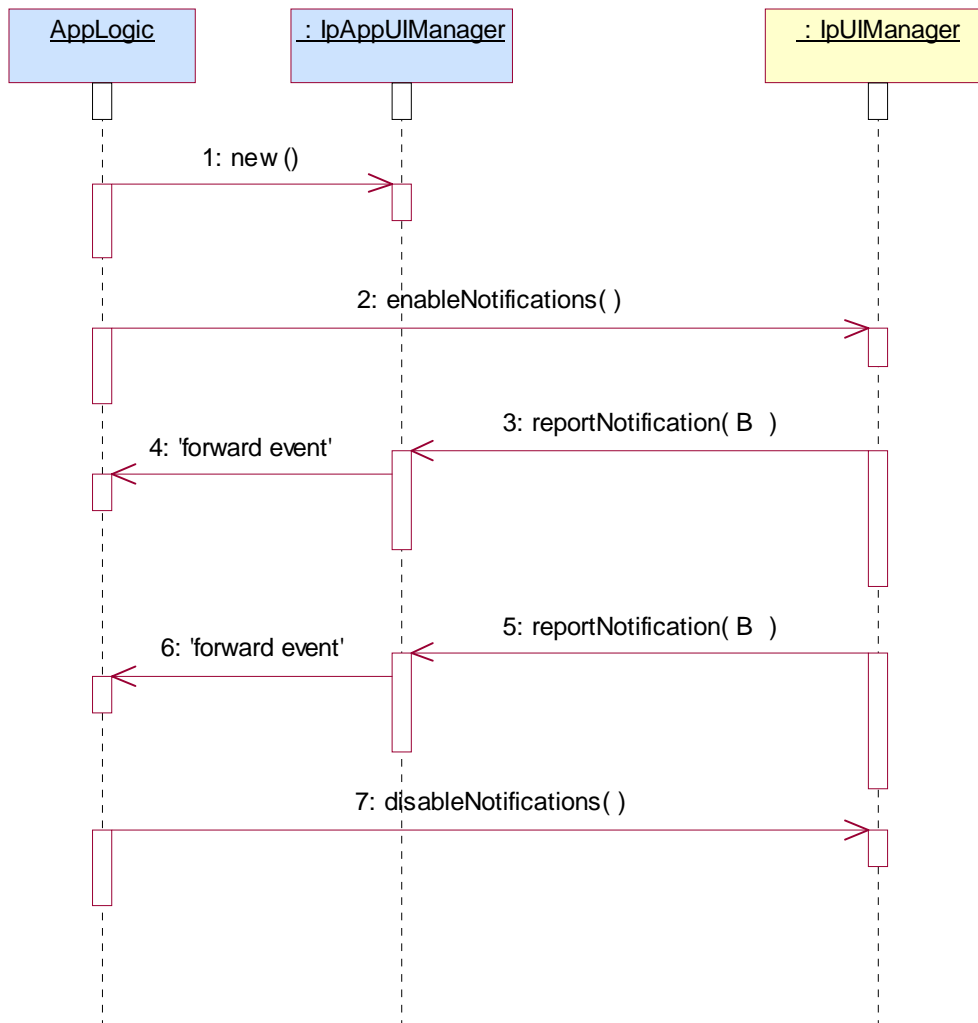 AppLogic
: IpAppUIManager
: IpUIManager
1: new ()
2: enableNotifications( )
3: reportNotification( B )
4: 'forward event'
5: reportNotification( B )
6: 'forward event'
7: disableNotifications( )